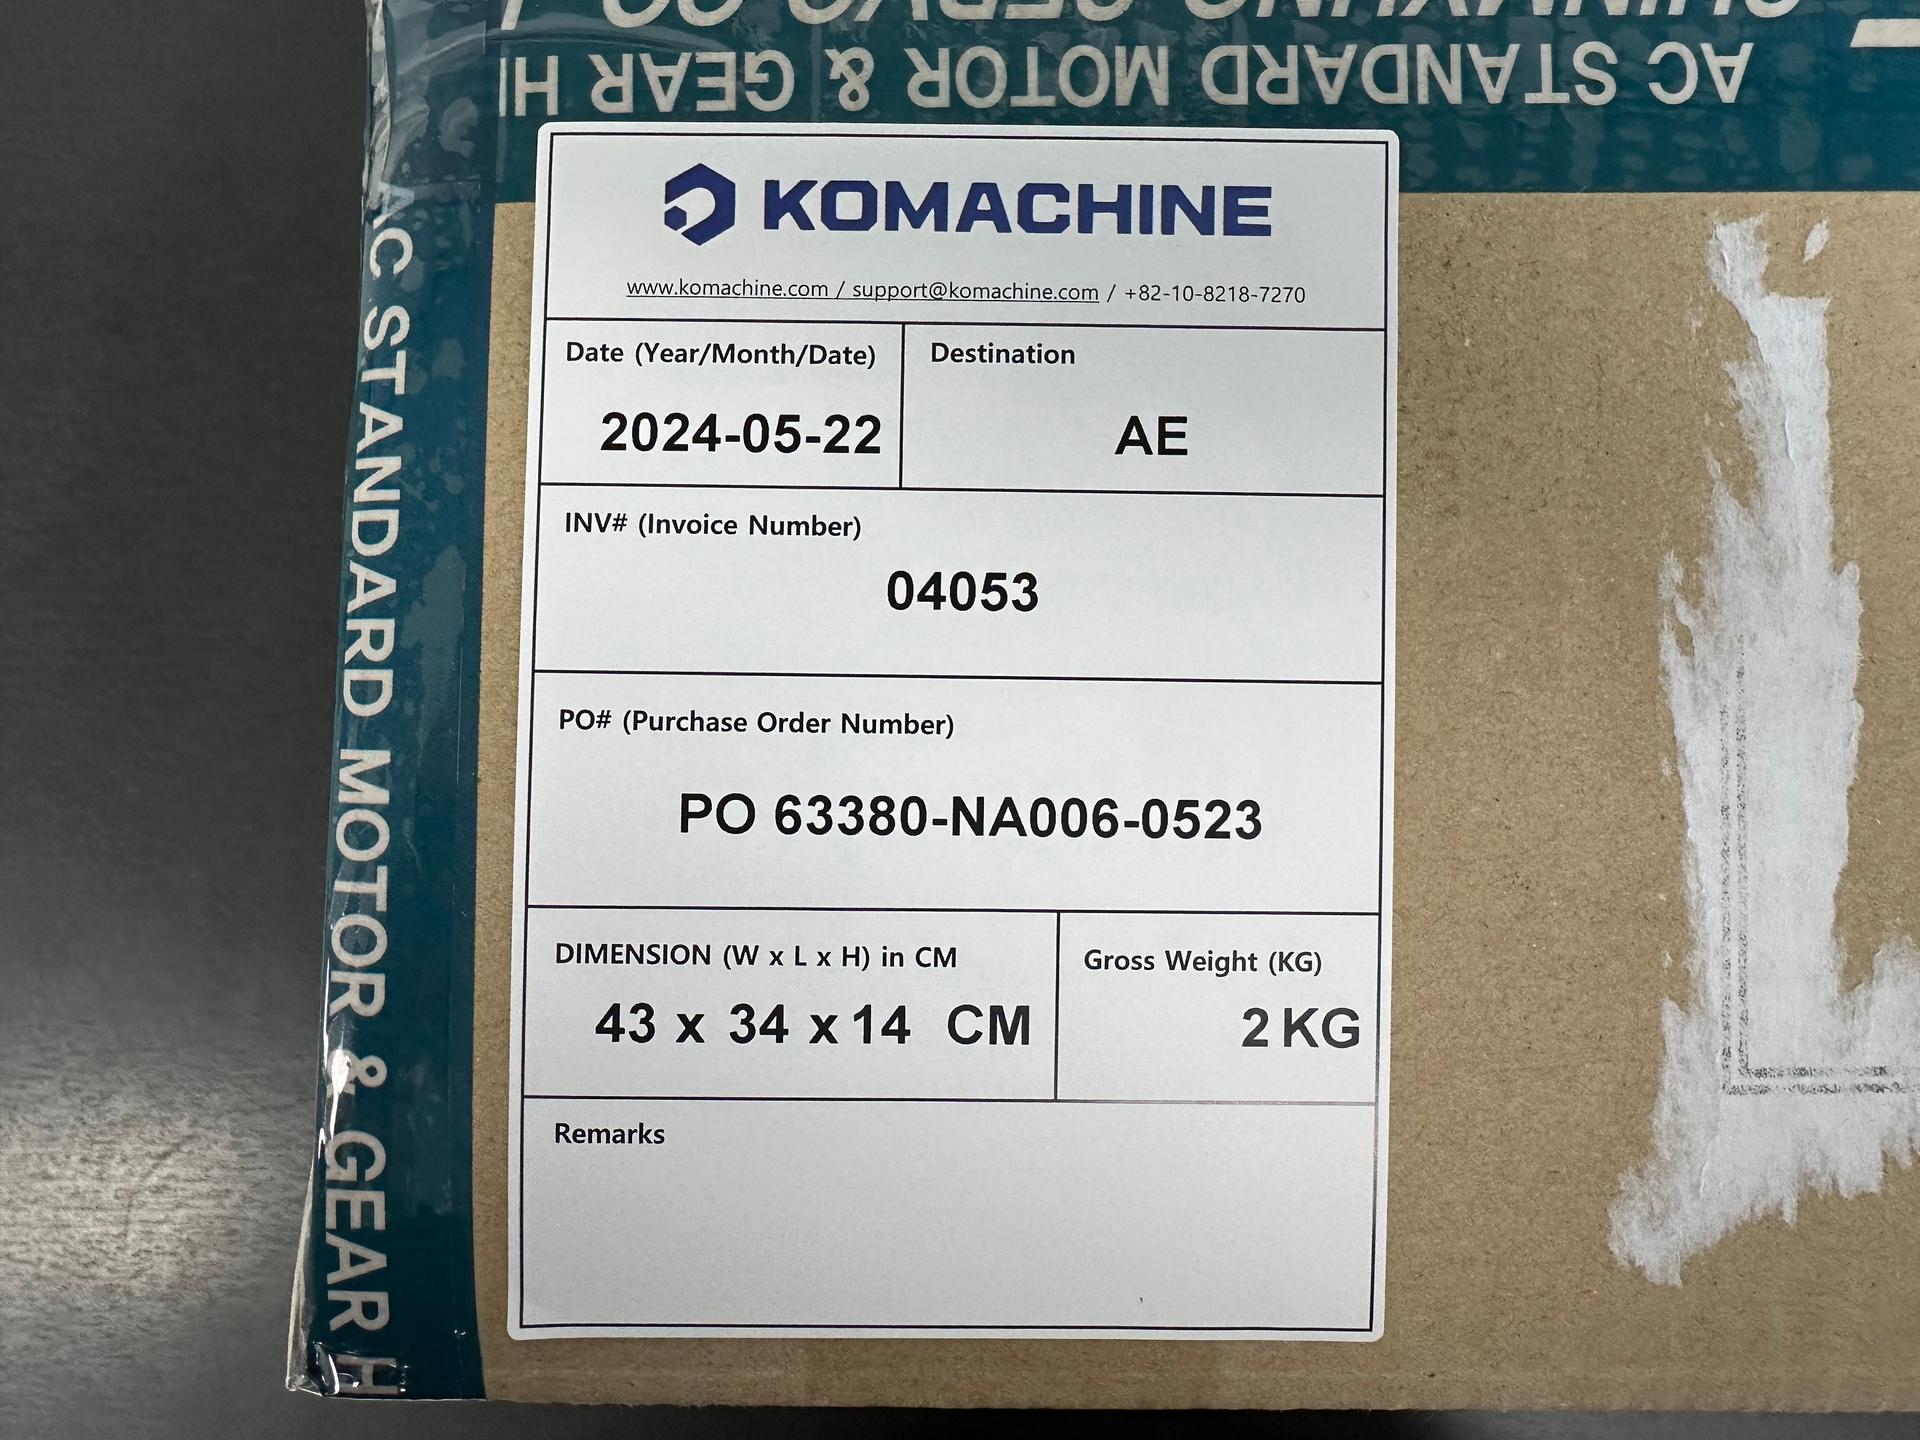 AC STANDARD MOTOR & GEAR H
KOMACHINE
www.komachine.com / support@komachine.com / +82-10-8218-7270
Date (Year/Month/Date)
2024-05-22
Destination
AE
INV# (Invoice Number)
04053
PO# (Purchase Order Number)
PO 63380-NA006-0523
DIMENSION (W x L x H) in CM
43 x 34 x 14 CM
Gross Weight (KG)
2 KG
Remarks
AC STANDARD MOTOR & GEAR H